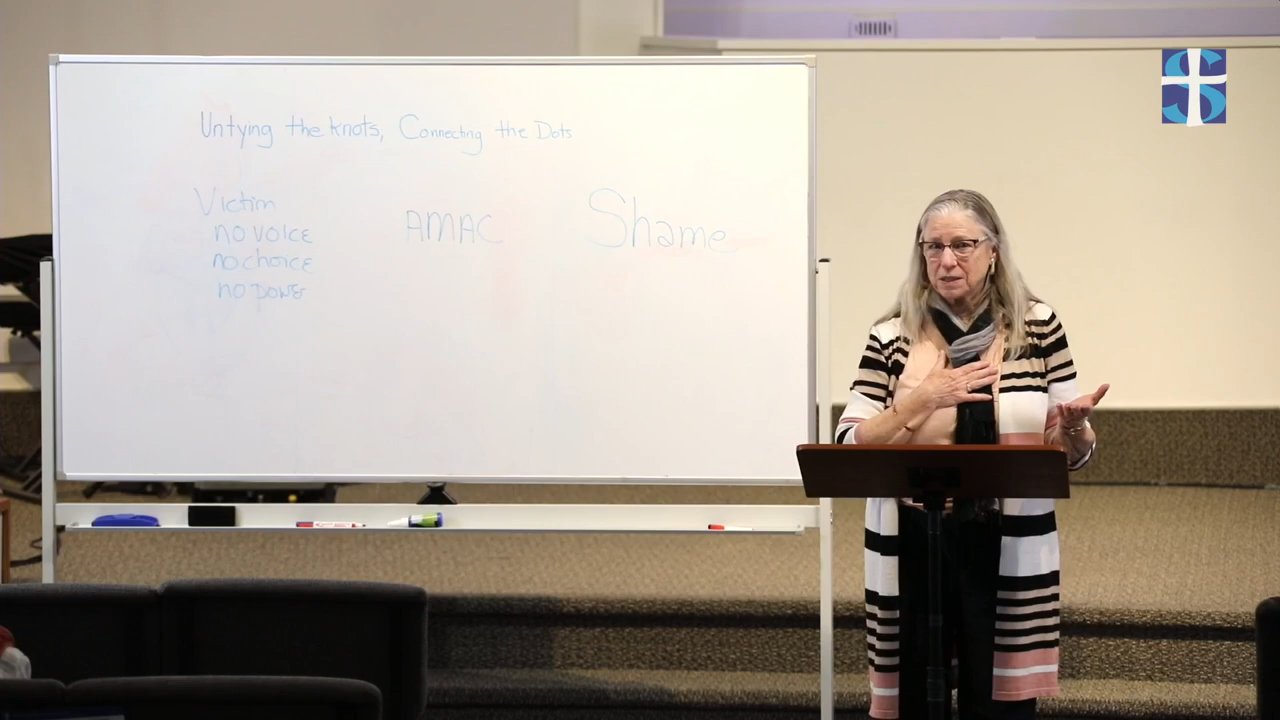 Untying the Knots, Connecting the Dots
Victim
no voice
no choice
no power
AMAC
Shame